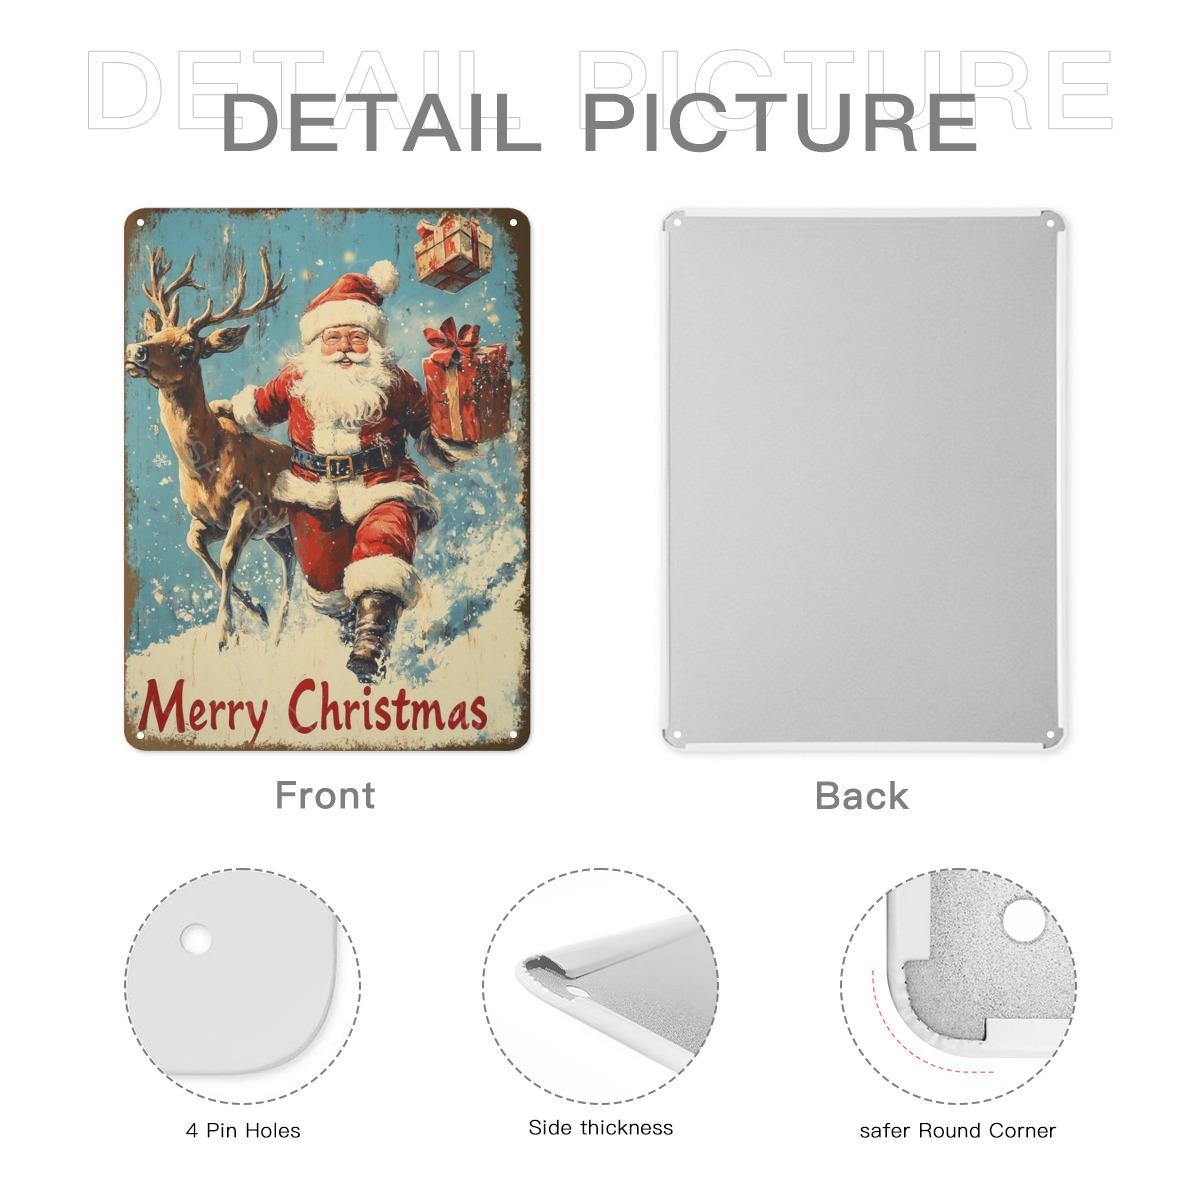 DETAIL PICTURE
DETAIL PICTURE
Merry Christmas
Front
Back
4 Pin Holes
Side thickness
safer Round Corner